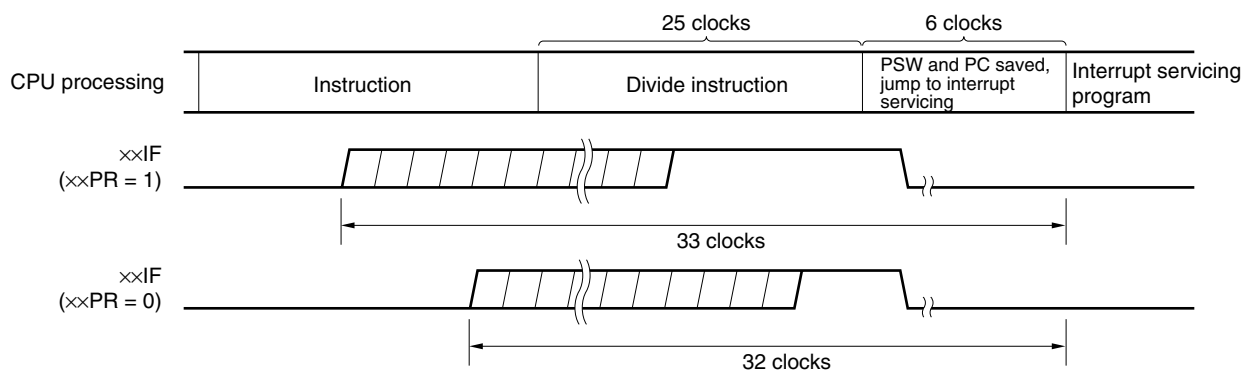 25 clocks
6 clocks
CPU processing
Instruction
Divide instruction
PSW and PC saved,
jump to interrupt
servicing
Interrupt servicing
program
××IF
(××PR = 1)
33 clocks
××IF
(××PR = 0)
32 clocks